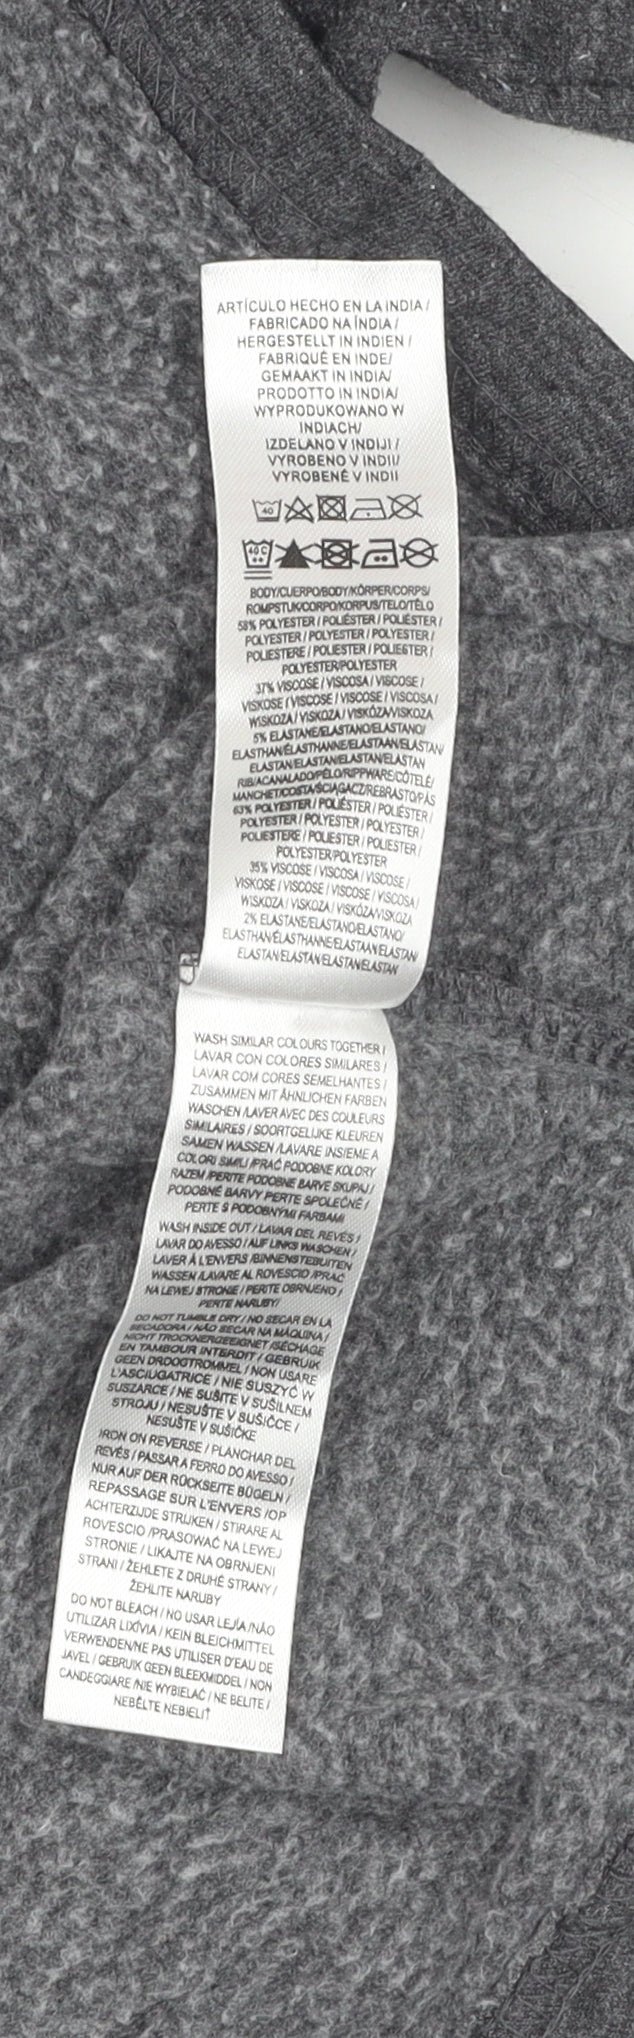 ARTÍCULO HECHO EN LA INDIA /
FABRICADO NA ÍNDIA /
HERGESTELLT IN INDIEN /
FABRIQUÉ EN INDE/
GEMAAKT IN INDIA/
PRODOTTO IN INDIA/
WYPRODUKOWANO W
INDIACH/
IZDELANO V INDIJI /
VYROBENO V INDII/
VYROBENÉ V INDII
40
40 C
BODY/CUERPO/BODY/KÖRPER/CORPS/
ROMPSTUK/CORPO/KORPUS/TELO/TĚLO
58% POLYESTER / POLIÉSTER / POLIÉSTER /
POLYESTER / POLYESTER / POLYESTER /
POLIESTERE / POLIESTER / POLIESTER /
POLYESTER/POLYESTER
37% VISCOSE / VISCOSA / VISCOSE /
VISKOSE / VISCOSE / VISCOSE / VISCOSA /
WISKOZA / VISKOZA / VISKÓZA/VISKOZA
5% ELASTANE/ELASTANO/ELASTANO/
ELASTHAN/ÉLASTHANNE/ELASTAAN/ELASTAN/
ELASTAN/ELASTAN/ELASTAN/ELASTAN
RIB/ACANALADO/PÉLO/RIPPWARE/CÔTELÉ/
MANCHET/COSTA/ŚCIĄGACZ/REBRASTO/PÁS
63% POLYESTER / POLIÉSTER / POLIÉSTER /
POLYESTER / POLYESTER / POLYESTER /
POLIESTERE / POLIESTER / POLIESTER /
POLYESTER/POLYESTER
35% VISCOSE / VISCOSA / VISCOSE /
VISKOSE / VISCOSE / VISCOSE / VISCOSA /
WISKOZA / VISKOZA / VISKÓZA/VISKOZA
2% ELASTANE/ELASTANO/ELASTANO/
ELASTHAN/ÉLASTHANNE/ELASTAAN/ELASTAN/
ELASTAN/ELASTAN/ELASTAN/ELASTAN
WASH SIMILAR COLOURS TOGETHER /
LAVAR CON COLORES SIMILARES /
LAVAR COM CORES SEMELHANTES /
ZUSAMMEN MIT ÄHNLICHEN FARBEN
WASCHEN /LAVER AVEC DES COULEURS
SIMILAIRES / SOORTGELIJKE KLEUREN
SAMEN WASSEN /LAVARE INSIEME A
COLORI SIMILI /PRAĆ PODOBNE KOLORY
RAZEM /PERITE PODOBNE BARVE SKUPAJ /
PODOBNÉ BARVY PERTE SPOLEČNĚ /
PERTE S PODOBNÝMI FARBAMI
WASH INSIDE OUT / LAVAR DEL REVÉS /
LAVAR DO AVESSO / AUF LINKS WASCHEN /
LAVER À L'ENVERS /BINNENSTEBUITEN
WASSEN /LAVARE AL ROVESCIO /PRAĆ
NA LEWEJ STRONIE / PERITE OBRNJENO /
PERTE NARUBY/
DO NOT TUMBLE DRY / NO SECAR EN LA
SECADORA / NÃO SECAR NA MÁQUINA /
NICHT TROCKNERGEEIGNET /SÉCHAGE
EN TAMBOUR INTERDIT / GEBRUIK
GEEN DROOGTROMMEL / NON USARE
L'ASCIUGATRICE / NIE SUSZYĆ W
SUSZARCE / NE SUŠITE V SUŠILNEM
STROJU / NESUŠTE V SUŠIČCE /
NESUŠTE V SUŠIČKE
IRON ON REVERSE / PLANCHAR DEL
REVÉS / PASSAR A FERRO DO AVESSO /
NUR AUF DER RÜCKSEITE BÜGELN /
REPASSAGE SUR L'ENVERS /OP
ACHTERZIJDE STRIJKEN / STIRARE AL
ROVESCIO /PRASOWAĆ NA LEWEJ
STRONIE / LIKAJTE NA OBRNJENI
STRANI / ŽEHLETE Z DRUHÉ STRANY /
ŽEHLITE NARUBY
DO NOT BLEACH / NO USAR LEJÍA /NÃO
UTILIZAR LIXÍVIA / KEIN BLEICHMITTEL
VERWENDEN/NE PAS UTILISER D'EAU DE
JAVEL / GEBRUIK GEEN BLEEKMIDDEL / NON
CANDEGGIARE /NIE WYBIELAĆ / NE BELITE /
NEBĚLTE NEBIELIŤ